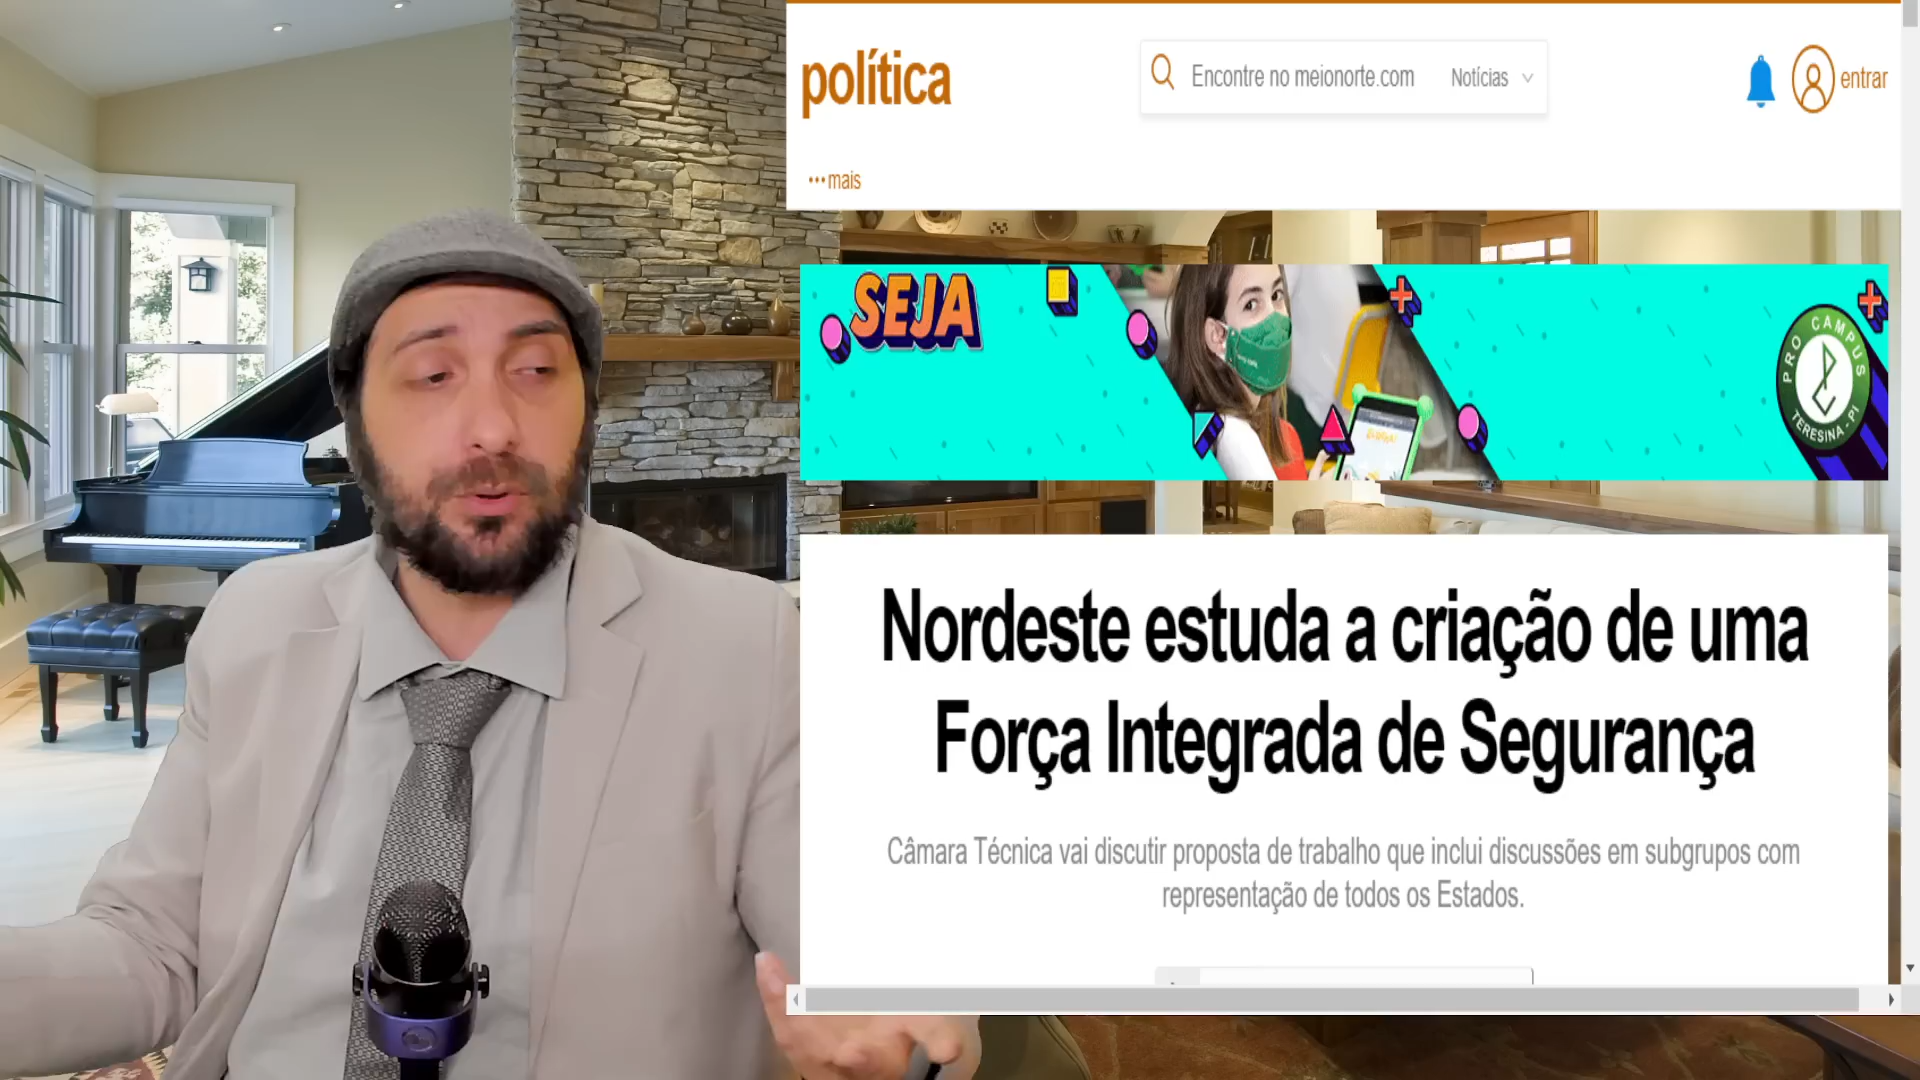 política
Encontre no meionorte.com
Notícias
entrar
•••mais
SEJA
PRO CAMPUS
TERESINA - PI
Nordeste estuda a criação de uma
Força Integrada de Segurança
Câmara Técnica vai discutir proposta de trabalho que inclui discussões em subgrupos com
representação de todos os Estados.